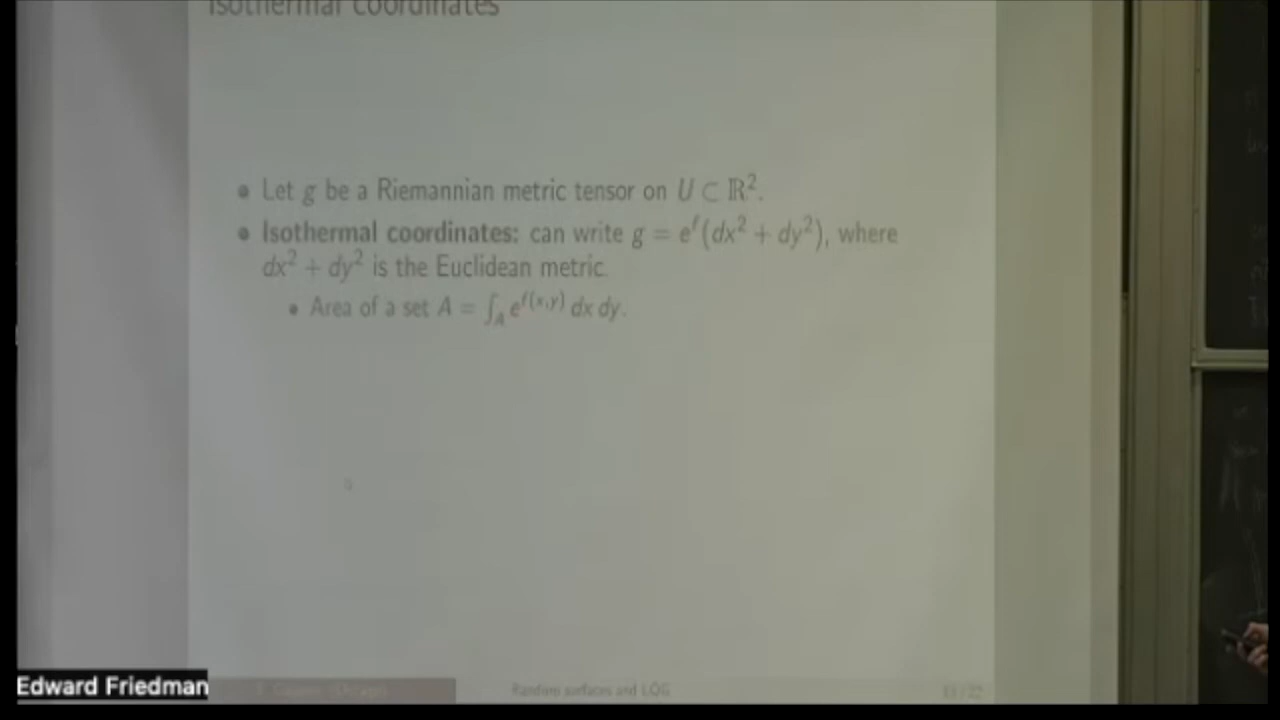 Isothermal coordinates
• Let g be a Riemannian metric tensor on U ⊂ ℝ².
• Isothermal coordinates: can write g = e^f(dx² + dy²), where
dx² + dy² is the Euclidean metric.
• Area of a set A = ∫_A e^{f(x,y)} dx dy.
Edward Friedman
Random surfaces and LQG